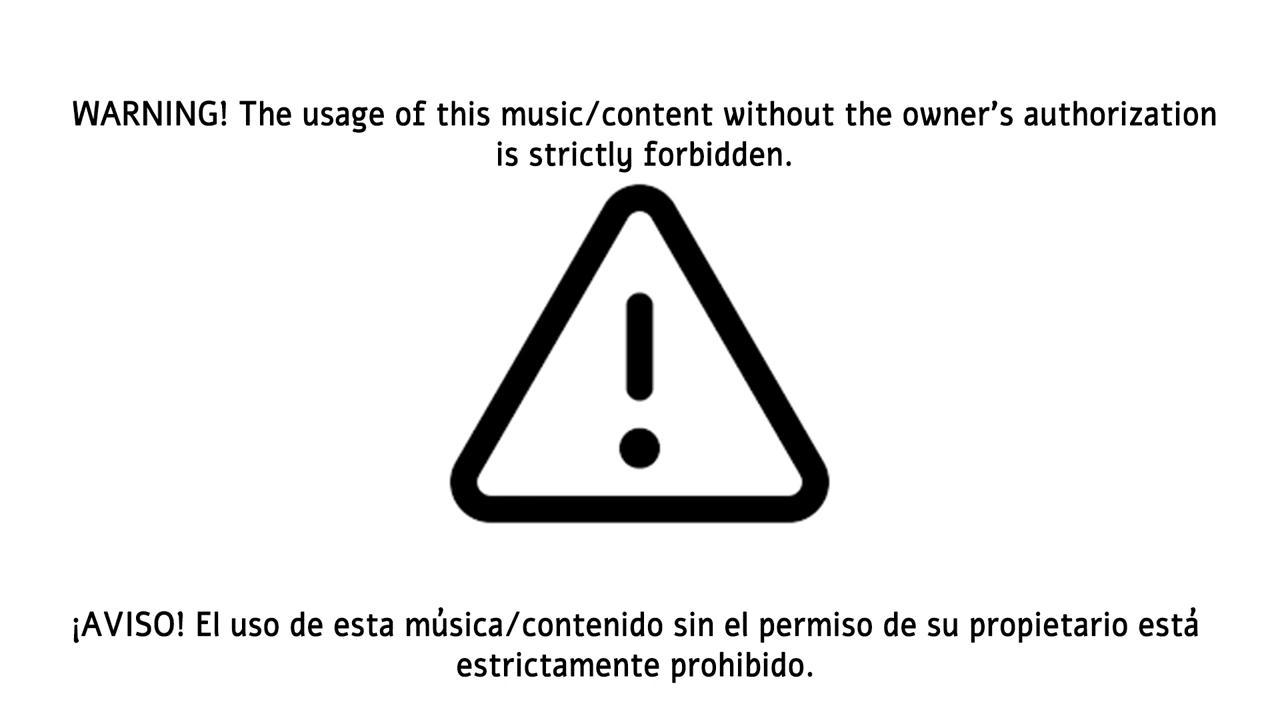 WARNING! The usage of this music/content without the owner’s authorization
is strictly forbidden.
¡AVISO! El uso de esta música/contenido sin el permiso de su propietario está
estrictamente prohibido.